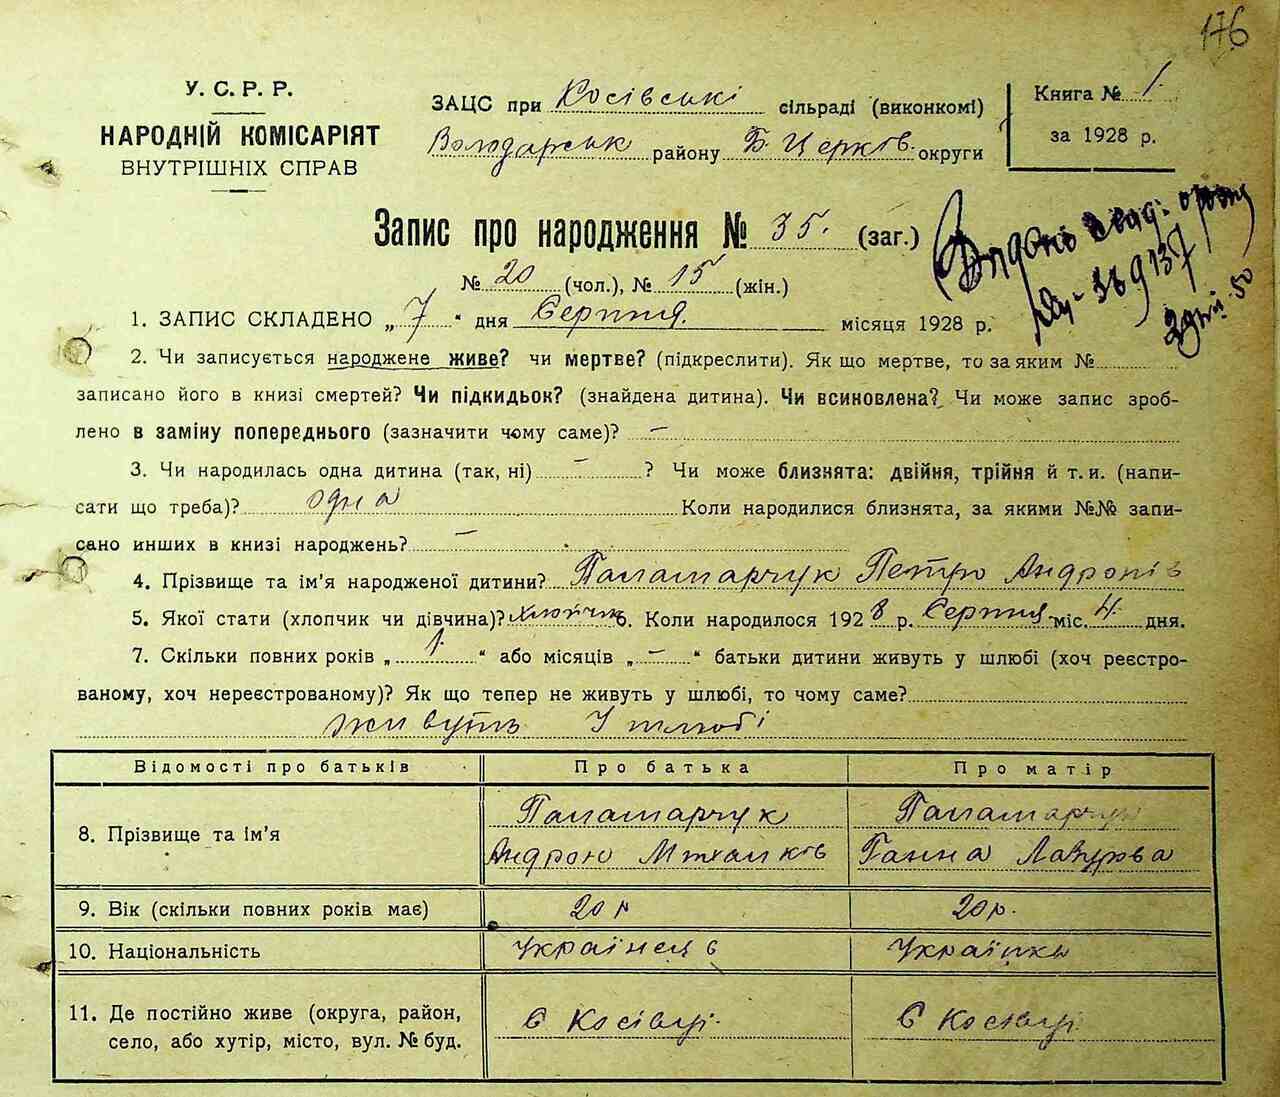 176
У. С. Р. Р.
НАРОДНІЙ КОМІСАРІЯТ
ВНУТРІШНІХ СПРАВ
ЗАЦС при Косівські сільраді (виконкомі)
Володарськ району Б. Церків. округи
Книга № 1
за 1928 р.
Запис про народження № 35. (заг.)
№ 20 (чол.), № 15 (жін.)
1. ЗАПИС СКЛАДЕНО „7“ дня Серпня. місяця 1928 р.
2. Чи записується народжене живе? чи мертве? (підкреслити). Як що мертве, то за яким №
записано його в книзі смертей? Чи підкидьок? (знайдена дитина). Чи всиновлена? Чи може запис зроб-
лено в заміну попереднього (зазначити чому саме)? —
3. Чи народилась одна дитина (так, ні) — ? Чи може близнята: двійня, трійня й т. и. (напи-
сати що треба)? одна Коли народилися близнята, за якими №№ запи-
сано инших в книзі народжень? —
4. Прізвище та ім'я народженої дитини? Паламарчук Петро Андронів
5. Якої стати (хлопчик чи дівчина)? хлопчик 6. Коли народилося 1928 р. Серпня міс. 4 дня.
7. Скільки повних років „1“ або місяців „—“ батьки дитини живуть у шлюбі (хоч реєстро-
ваному, хоч нереєстрованому)? Як що тепер не живуть у шлюбі, то чому саме?
живуть У шлюбі
Відомості про батьків Про батька Про матір
8. Прізвище та ім'я
Паламарчук Паламарчук
Андрон Ганна
9. Вік (скільки повних років має) 20 р 20 р.
10. Національність Українець Українка
11. Де постійно живе (округа, район,
село, або хутір, місто, вул. № буд.
в Косівці. в Косівці